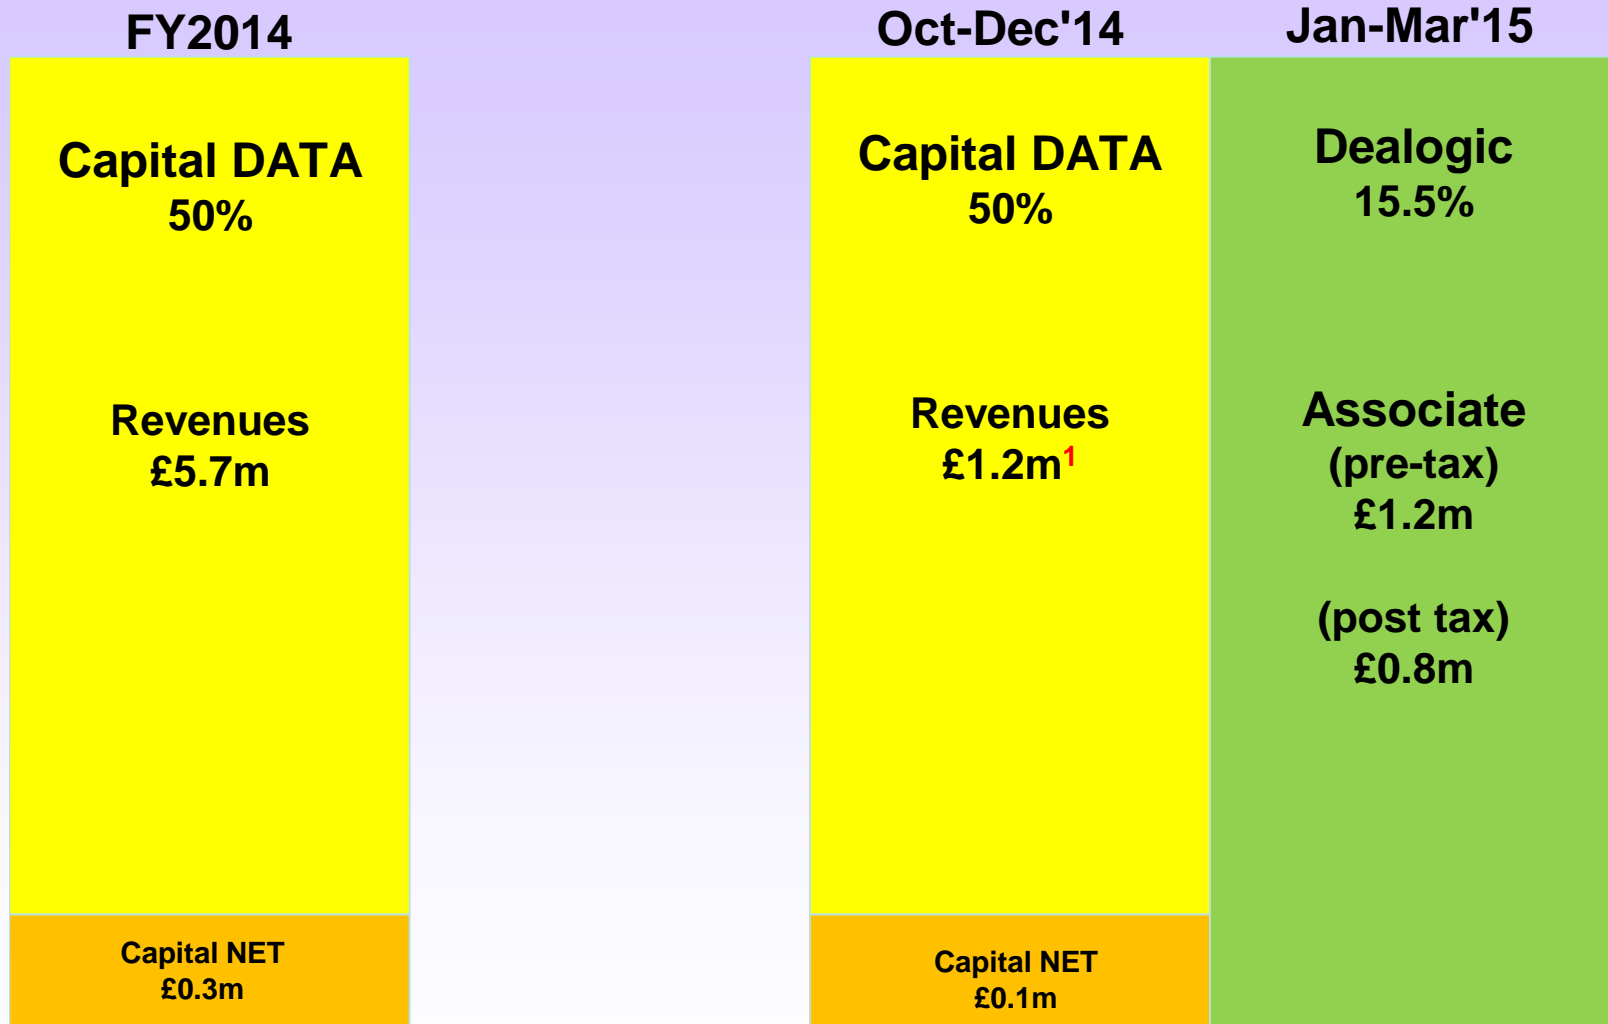 FY2014
Capital DATA
50%
Revenues
£5.7m
Capital NET
£0.3m
Oct-Dec'14
Capital DATA
50%
Revenues
£1.2m¹
Capital NET
£0.1m
Jan-Mar'15
Dealogic
15.5%
Associate
(pre-tax)
£1.2m
(post tax)
£0.8m